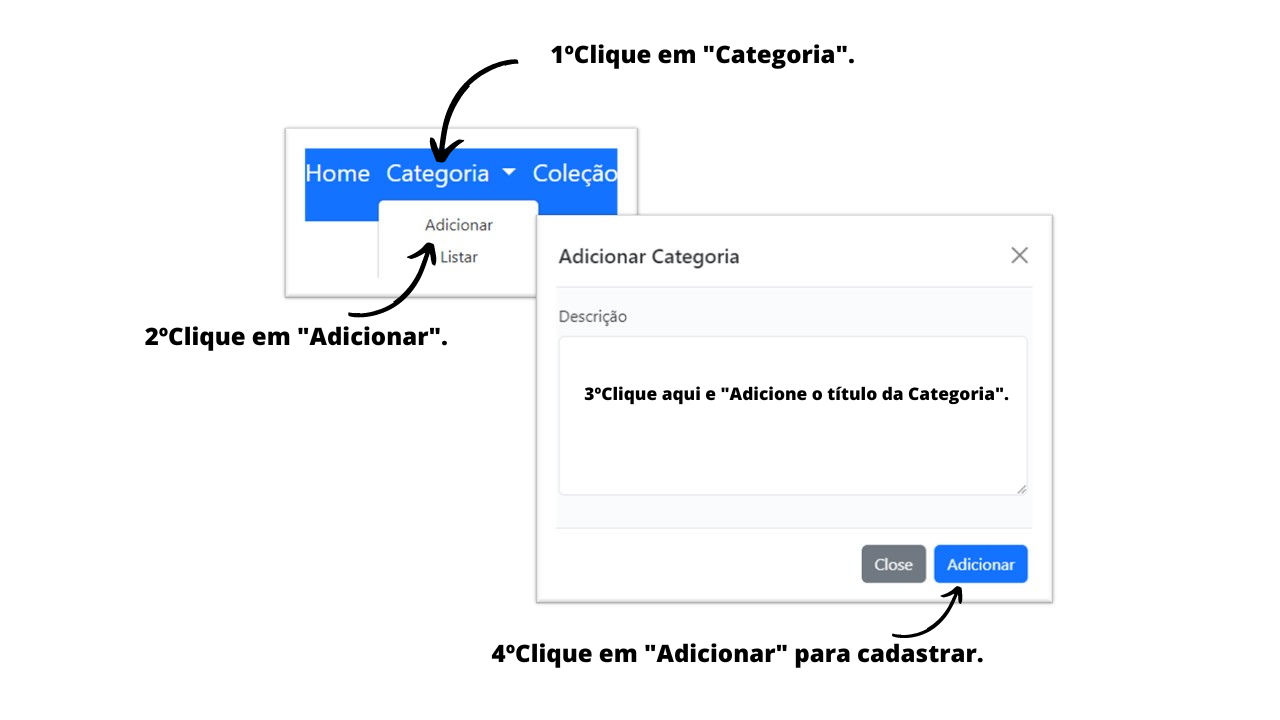 1ºClique em "Categoria".
Home Categoria Coleção
Adicionar
Listar
2ºClique em "Adicionar".
Adicionar Categoria
Descrição
3ºClique aqui e "Adicione o título da Categoria".
Close Adicionar
4ºClique em "Adicionar" para cadastrar.